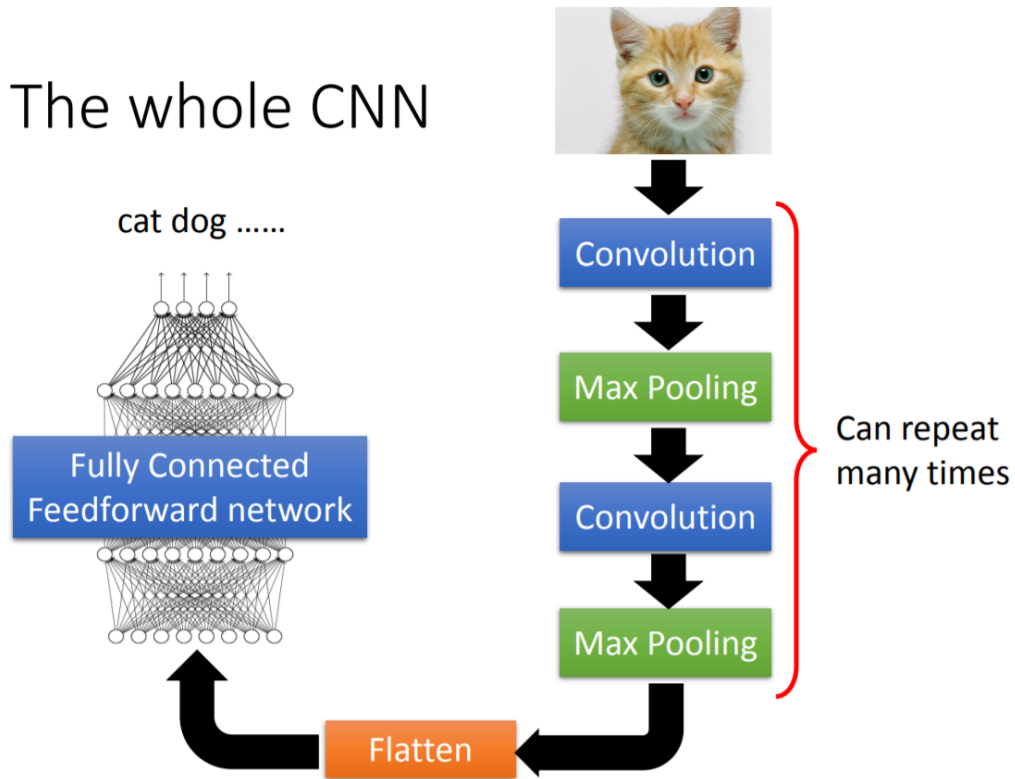 The whole CNN
cat dog ……
Convolution
Max Pooling
Convolution
Max Pooling
Can repeat
many times
Flatten
Fully Connected
Feedforward network